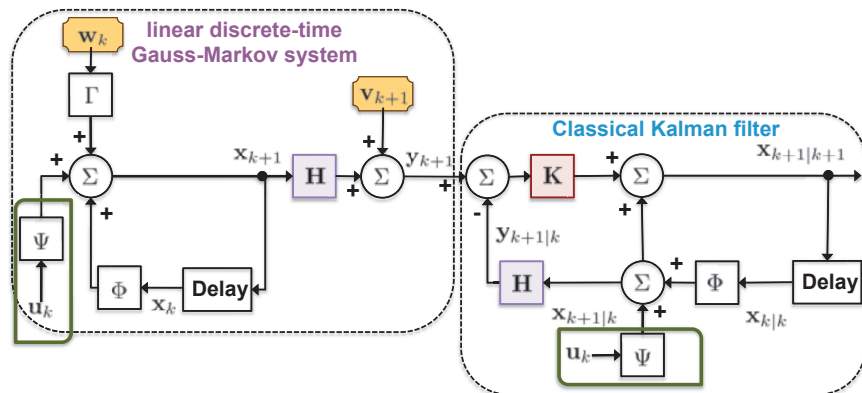 linear discrete-time
Gauss-Markov system
w_k
Γ
+
v_{k+1}
+
+
Σ
+
x_{k+1}
H
+
Σ
y_{k+1}
+
Ψ
u_k
Φ
x_k
Delay
Classical Kalman filter
Σ
-
K
+
Σ
+
x_{k+1|k+1}
y_{k+1|k}
H
Σ
+
Φ
Delay
x_{k+1|k}
+
x_{k|k}
u_k
Ψ